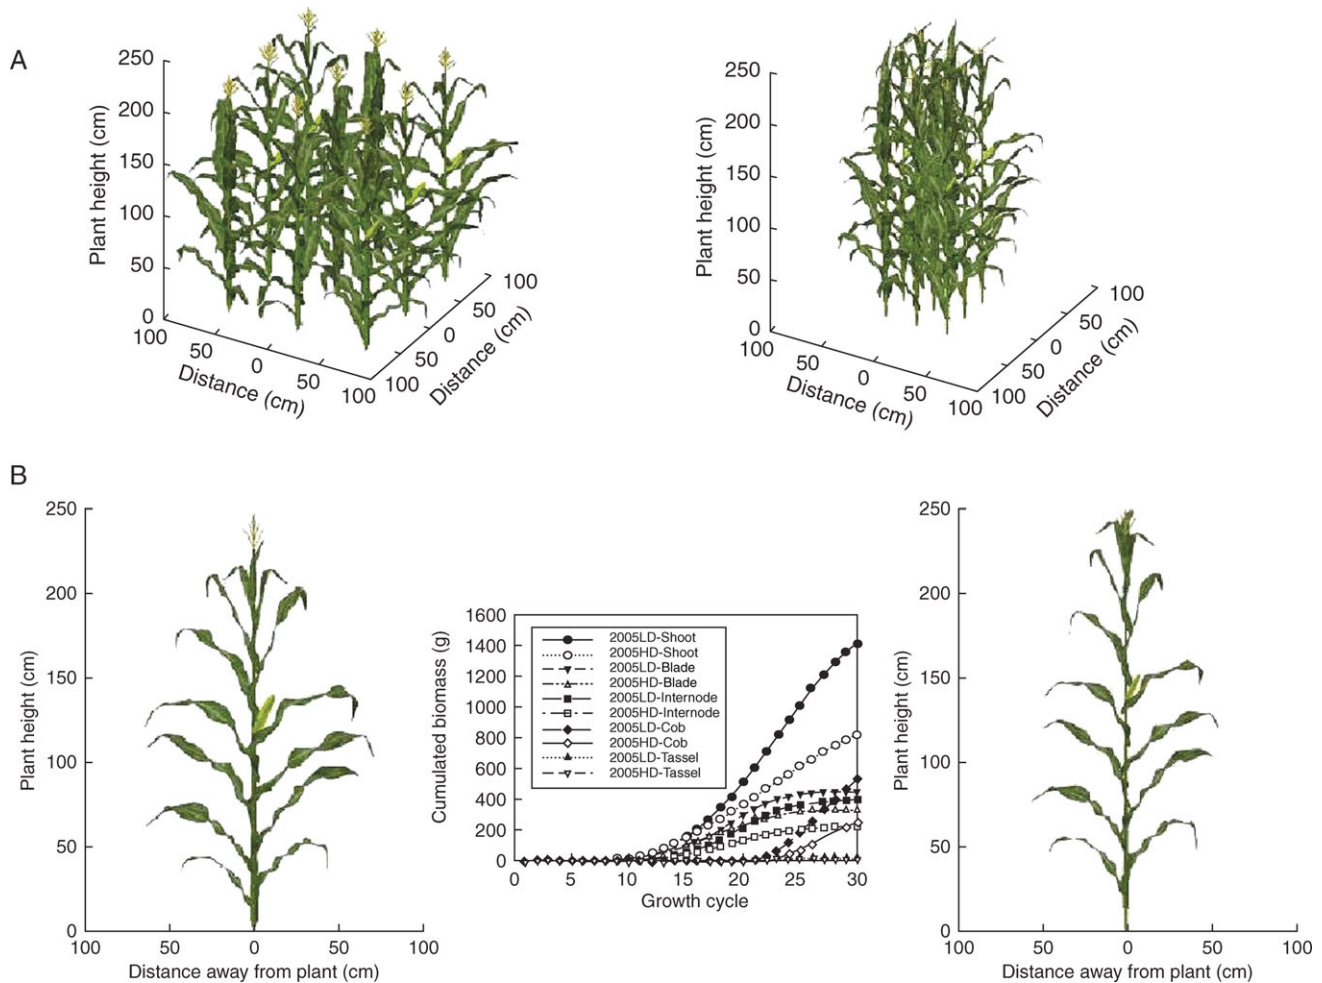 A
250
200
150
100
50
0
Plant height (cm)
100
50
0
50
100
Distance (cm)
100
50
0
50
100
Distance (cm)
250
200
150
100
50
0
Plant height (cm)
100
50
0
50
100
Distance (cm)
100
50
0
50
100
Distance (cm)
B
250
200
150
100
50
0
Plant height (cm)
100
50
0
50
100
Distance away from plant (cm)
1600
1400
1200
1000
800
600
400
200
0
Cumulated biomass (g)
2005LD-Shoot
2005HD-Shoot
2005LD-Blade
2005HD-Blade
2005LD-Internode
2005HD-Internode
2005LD-Cob
2005HD-Cob
2005LD-Tassel
2005HD-Tassel
0
5
10
15
20
25
30
Growth cycle
250
200
150
100
50
0
Plant height (cm)
100
50
0
50
100
Distance away from plant (cm)